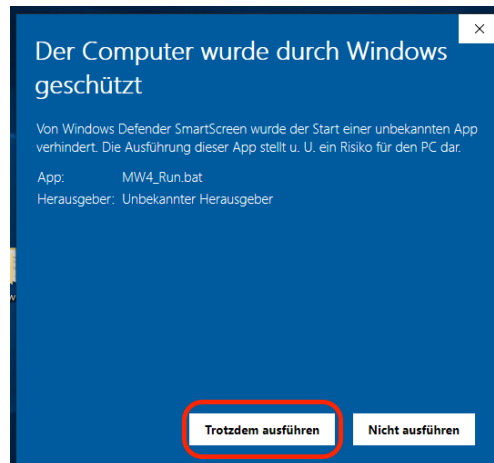 Der Computer wurde durch Windows
geschützt
Von Windows Defender SmartScreen wurde der Start einer unbekannten App
verhindert. Die Ausführung dieser App stellt u. U. ein Risiko für den PC dar.
App: MW4_Run.bat
Herausgeber: Unbekannter Herausgeber
Trotzdem ausführen Nicht ausführen